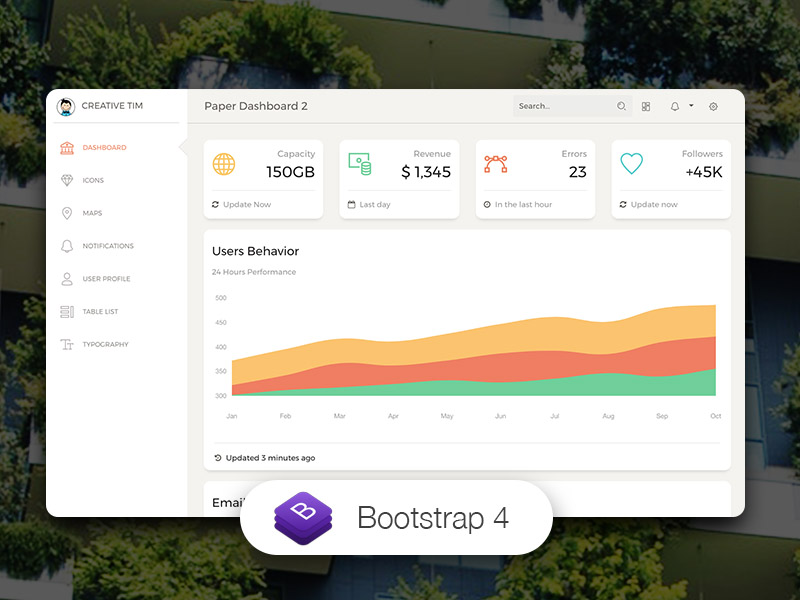 CREATIVE TIM
Paper Dashboard 2
Search...
DASHBOARD
ICONS
MAPS
NOTIFICATIONS
USER PROFILE
TABLE LIST
TYPOGRAPHY
Capacity
150GB
Update Now
Revenue
$ 1,345
Last day
Errors
23
In the last hour
Followers
+45K
Update now
Users Behavior
24 Hours Performance
500
450
400
350
300
Jan Feb Mar Apr May Jun Jul Aug Sep Oct
Updated 3 minutes ago
Email
B
Bootstrap 4